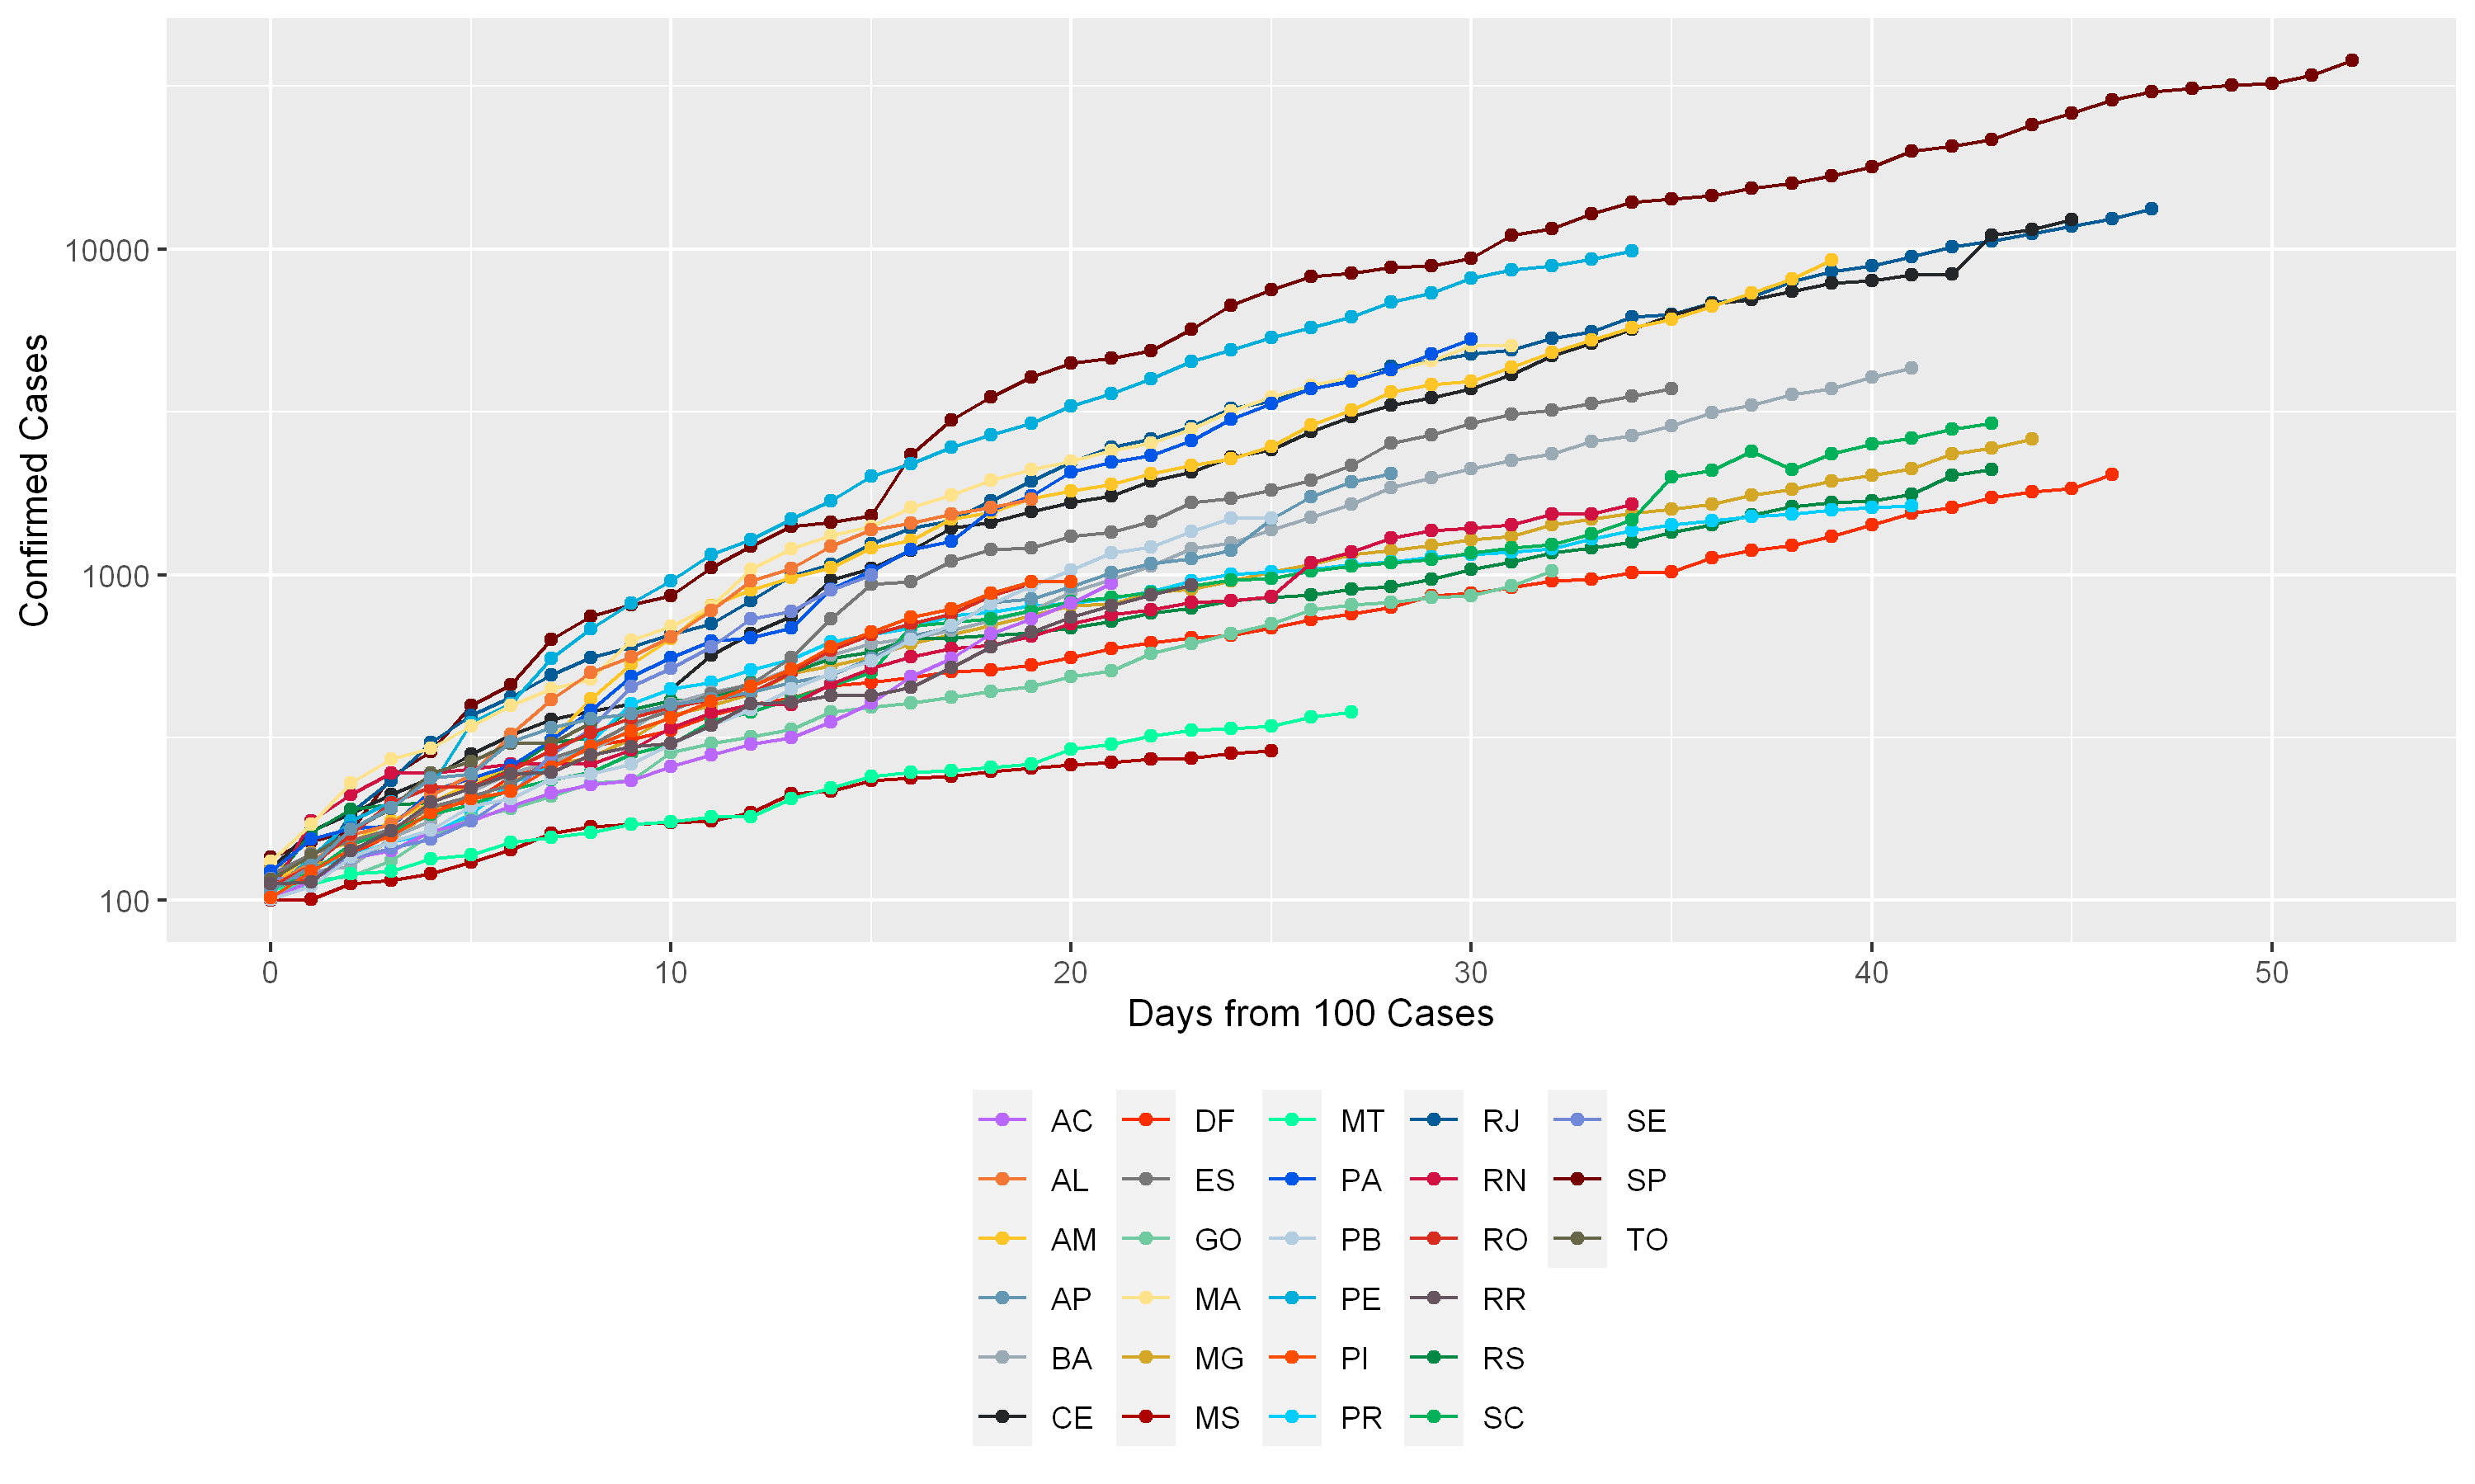 Confirmed Cases
10000
1000
100
0 10 20 30 40 50
Days from 100 Cases
AC DF MT RJ SE
AL ES PA RN SP
AM GO PB RO TO
AP MA PE RR
BA MG PI RS
CE MS PR SC